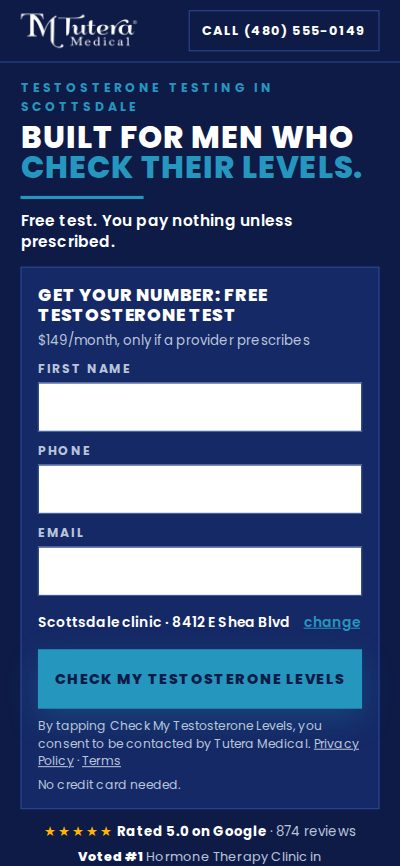 Tutera®
Medical
CALL (480) 555-0149
TESTOSTERONE TESTING IN
SCOTTSDALE
BUILT FOR MEN WHO
CHECK THEIR LEVELS.
Free test. You pay nothing unless
prescribed.
GET YOUR NUMBER: FREE
TESTOSTERONE TEST
$149/month, only if a provider prescribes
FIRST NAME
PHONE
EMAIL
Scottsdale clinic · 8412 E Shea Blvd change
CHECK MY TESTOSTERONE LEVELS
By tapping Check My Testosterone Levels, you
consent to be contacted by Tutera Medical. Privacy
Policy · Terms
No credit card needed.
★★★★★ Rated 5.0 on Google · 874 reviews
Voted #1 Hormone Therapy Clinic in